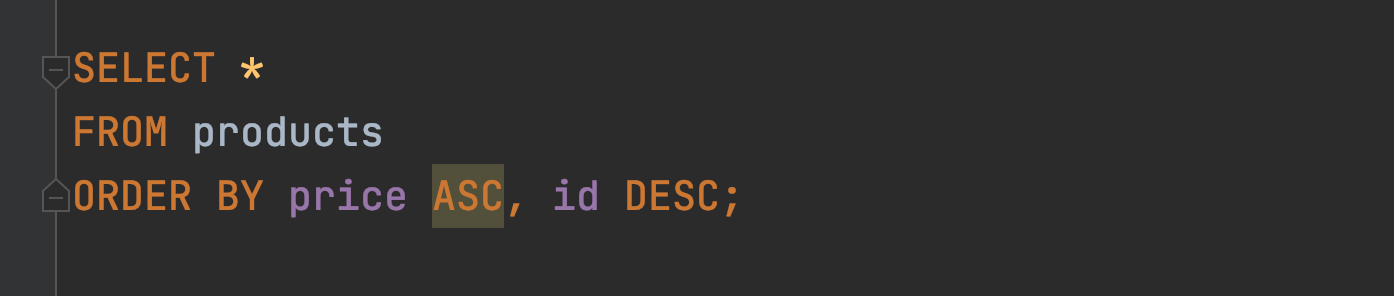 SELECT *
FROM products
ORDER BY price ASC, id DESC;